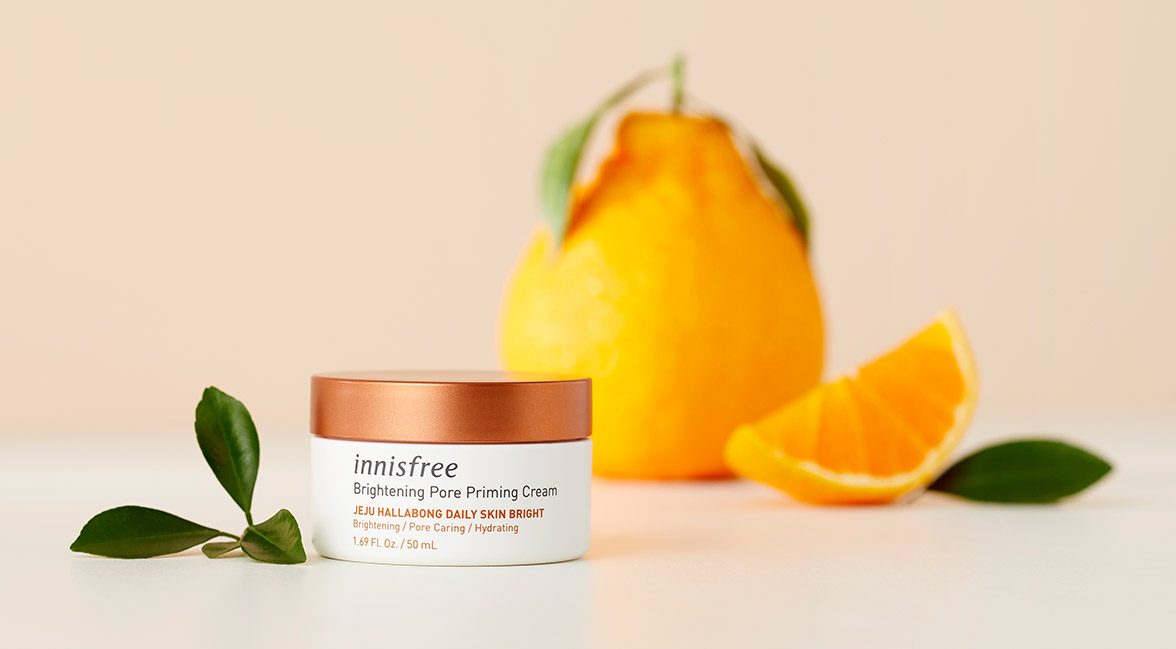 innisfree
Brightening Pore Priming Cream
JEJU HALLABONG DAILY SKIN BRIGHT
Brightening / Pore Caring / Hydrating
1.69 Fl. Oz. / 50 mL